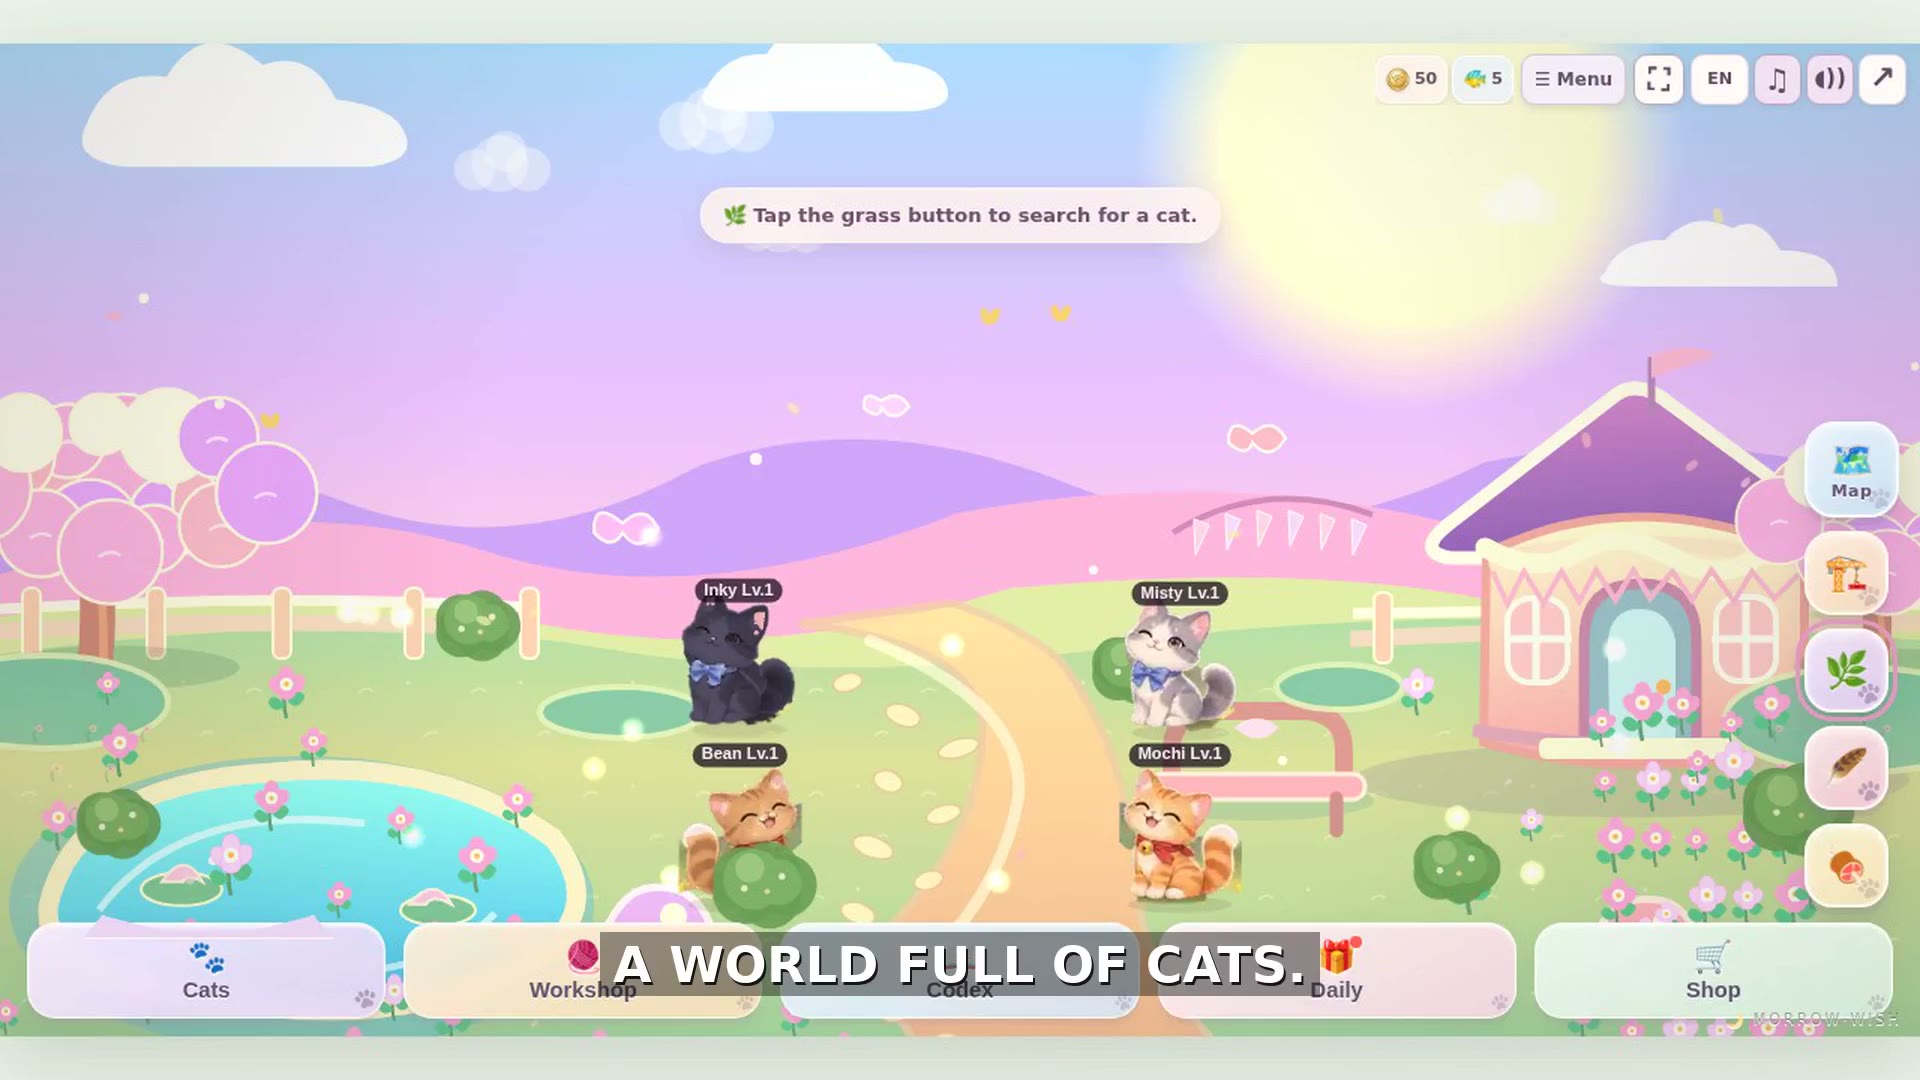 50
5
☰ Menu
EN
Tap the grass button to search for a cat.
Map
Inky Lv.1
Misty Lv.1
Bean Lv.1
Mochi Lv.1
A WORLD FULL OF CATS.
Cats
Workshop
Codex
Daily
Shop
MORROW-WISH